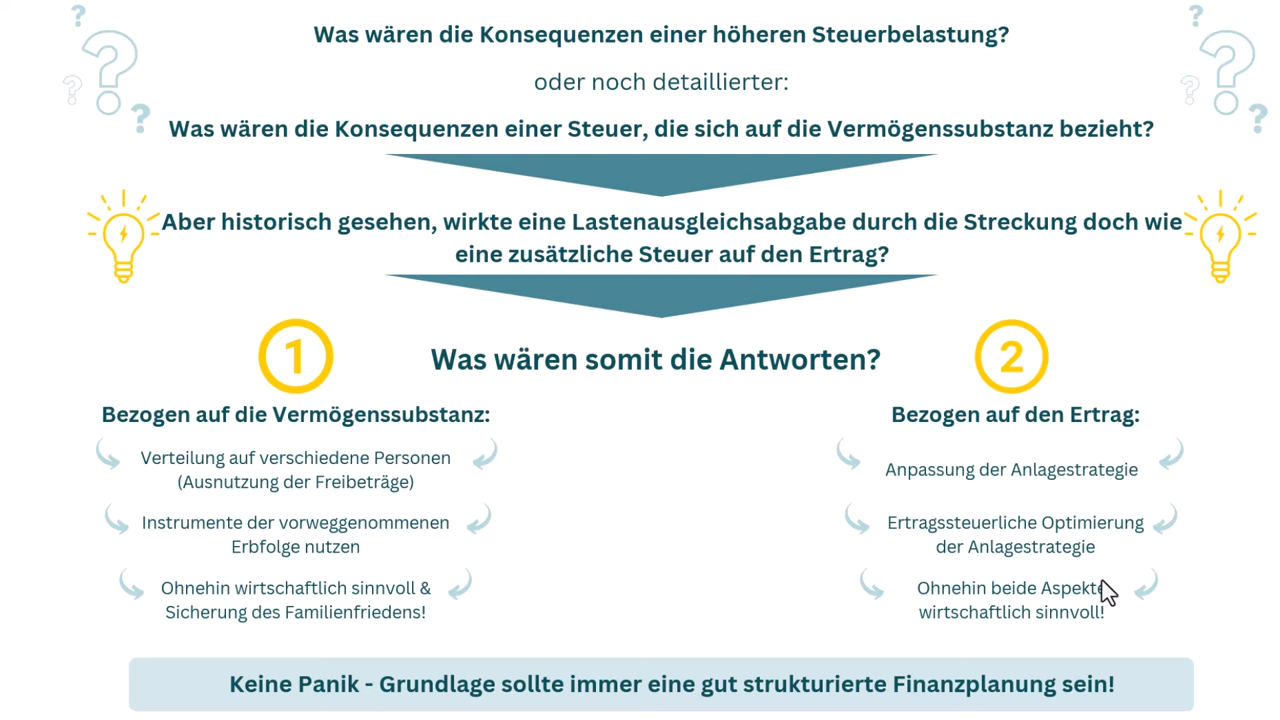 Was wären die Konsequenzen einer höheren Steuerbelastung?
oder noch detaillierter:
Was wären die Konsequenzen einer Steuer, die sich auf die Vermögenssubstanz bezieht?
Aber historisch gesehen, wirkte eine Lastenausgleichsabgabe durch die Streckung doch wie
eine zusätzliche Steuer auf den Ertrag?
Was wären somit die Antworten?
1
Bezogen auf die Vermögenssubstanz:
Verteilung auf verschiedene Personen
(Ausnutzung der Freibeträge)
Instrumente der vorweggenommenen
Erbfolge nutzen
Ohnehin wirtschaftlich sinnvoll &
Sicherung des Familienfriedens!
2
Bezogen auf den Ertrag:
Anpassung der Anlagestrategie
Ertragssteuerliche Optimierung
der Anlagestrategie
Ohnehin beide Aspekte
wirtschaftlich sinnvoll!
Keine Panik - Grundlage sollte immer eine gut strukturierte Finanzplanung sein!